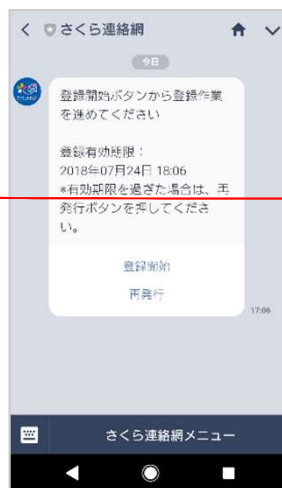 さくら連絡網
今日
登録開始ボタンから登録作業
を進めてください
登録有効期限：
2018年07月24日 18:06
*有効期限を過ぎた場合は、再
発行ボタンを押してくださ
い。
登録開始
再発行
17:06
さくら連絡網メニュー